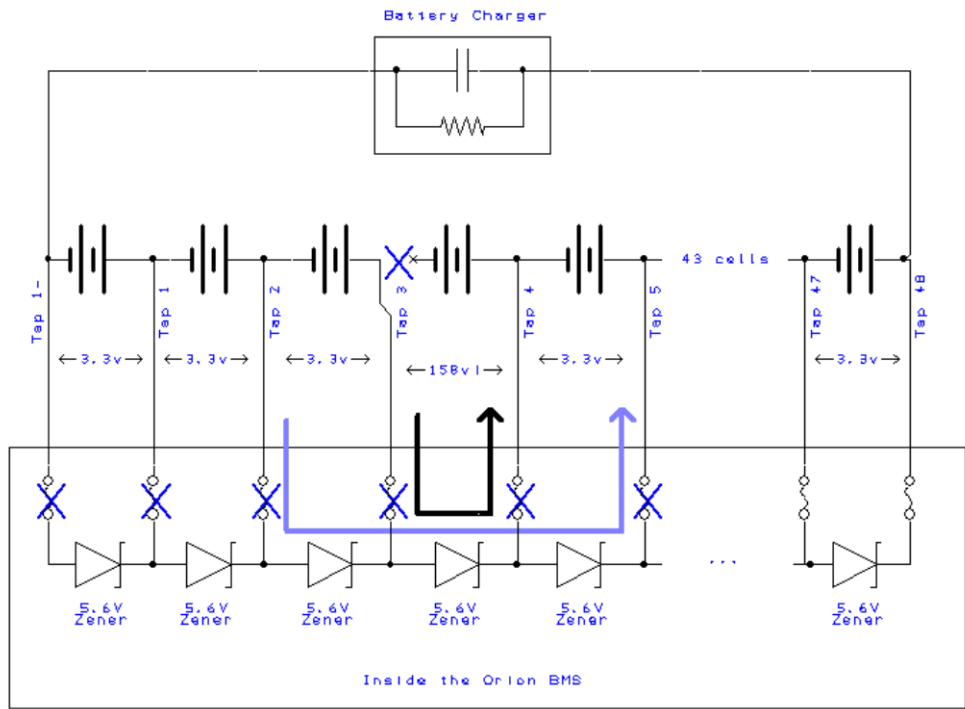 Battery Charger
Tap 1-
Tap 1
Tap 2
Tap 3
Tap 4
Tap 5
43 cells
Tap 47
Tap 48
3.3v
3.3v
3.3v
158v!
3.3v
3.3v
5.6V
Zener
5.6V
Zener
5.6V
Zener
5.6V
Zener
5.6V
Zener
...
5.6V
Zener
Inside the Orion BMS